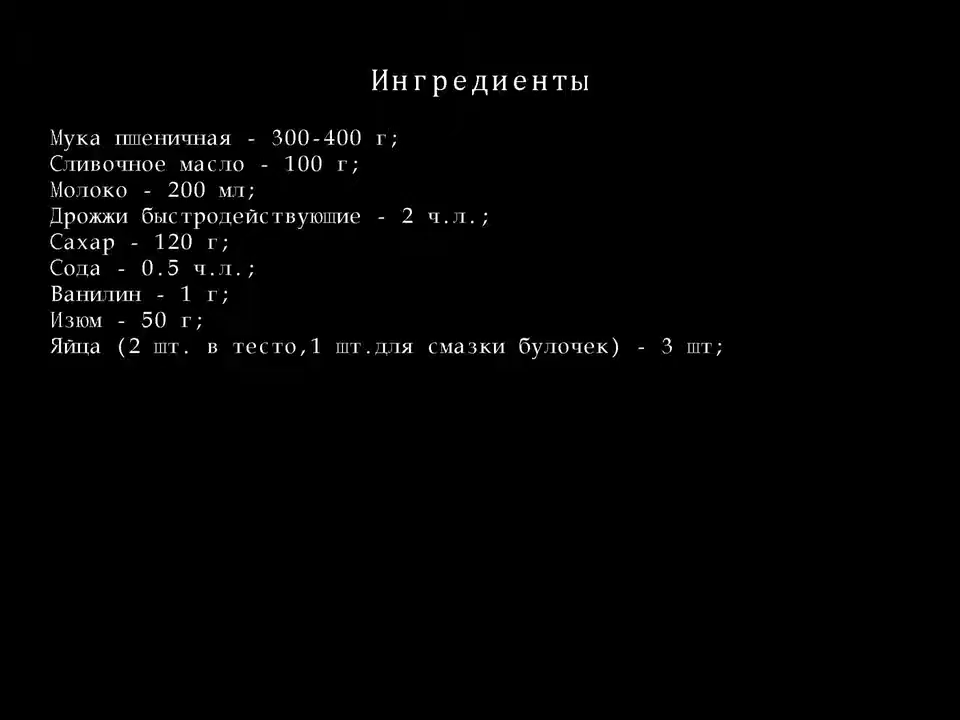 Ингредиенты
Мука пшеничная - 300-400 г;
Сливочное масло - 100 г;
Молоко - 200 мл;
Дрожжи быстродействуюшие - 2 ч.л.;
Сахар - 120 г;
Сода - 0.5 ч.л.;
Ванилин - 1 г;
Изюм - 50 г;
Яйца (2 шт. в тесто,1 шт.для смазки булочек) - 3 шт;